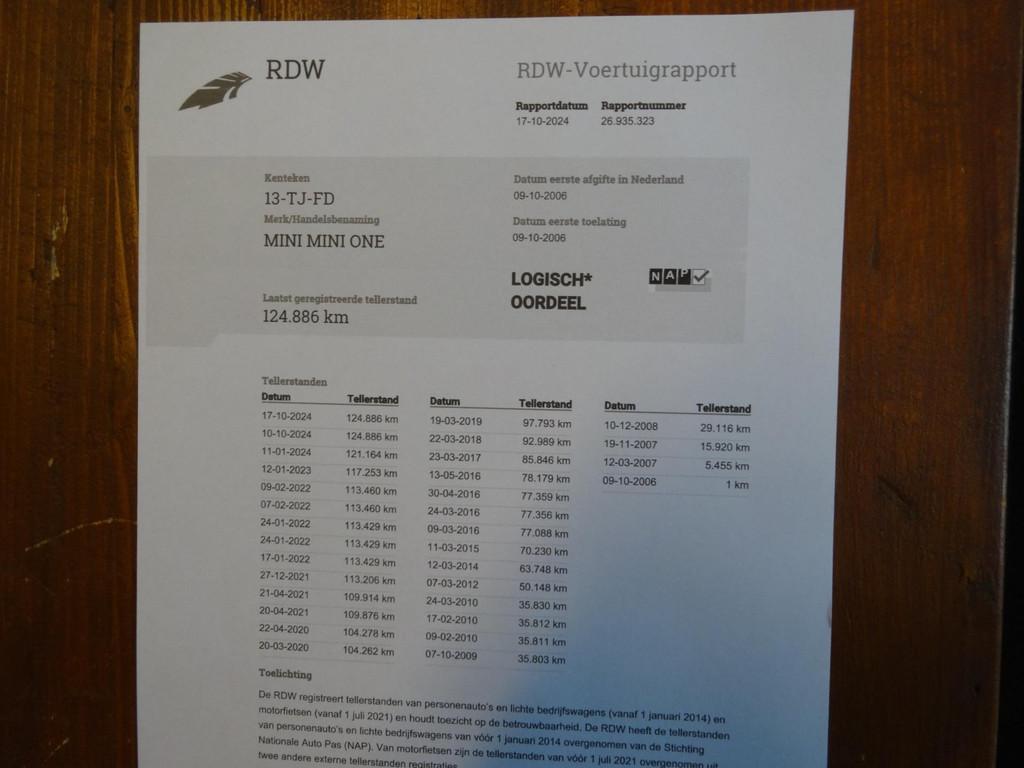 RDW
RDW-Voertuigrapport
Rapportdatum Rapportnummer
17-10-2024 26.935.323
Kenteken
13-TJ-FD
Merk/Handelsbenaming
MINI MINI ONE
Laatst geregistreerde tellerstand
124.886 km
Datum eerste afgifte in Nederland
09-10-2006
Datum eerste toelating
09-10-2006
LOGISCH*
OORDEEL
NAP
Tellerstanden
Datum Tellerstand
17-10-2024 124.886 km
10-10-2024 124.886 km
11-01-2024 121.164 km
12-01-2023 117.253 km
09-02-2022 113.460 km
07-02-2022 113.460 km
24-01-2022 113.429 km
24-01-2022 113.429 km
17-01-2022 113.429 km
27-12-2021 113.206 km
21-04-2021 109.914 km
20-04-2021 109.876 km
22-04-2020 104.278 km
20-03-2020 104.262 km
Datum Tellerstand
19-03-2019 97.793 km
22-03-2018 92.989 km
23-03-2017 85.846 km
13-05-2016 78.179 km
30-04-2016 77.359 km
24-03-2016 77.356 km
09-03-2016 77.088 km
11-03-2015 70.230 km
12-03-2014 63.748 km
07-03-2012 50.148 km
24-03-2010 35.830 km
17-02-2010 35.812 km
09-02-2010 35.811 km
07-10-2009 35.803 km
Datum Tellerstand
10-12-2008 29.116 km
19-11-2007 15.920 km
12-03-2007 5.455 km
09-10-2006 1 km
Toelichting
De RDW registreert tellerstanden van personenauto's en lichte bedrijfswagens (vanaf 1 januari 2014) en
motorfietsen (vanaf 1 juli 2021) en houdt toezicht op de betrouwbaarheid. De RDW heeft de tellerstanden
van personenauto's en lichte bedrijfswagens van vóór 1 januari 2014 overgenomen van de Stichting
Nationale Auto Pas (NAP). Van motorfietsen zijn de tellerstanden van vóór 1 juli 2021 overgenomen uit
twee andere externe tellerstanden registraties.